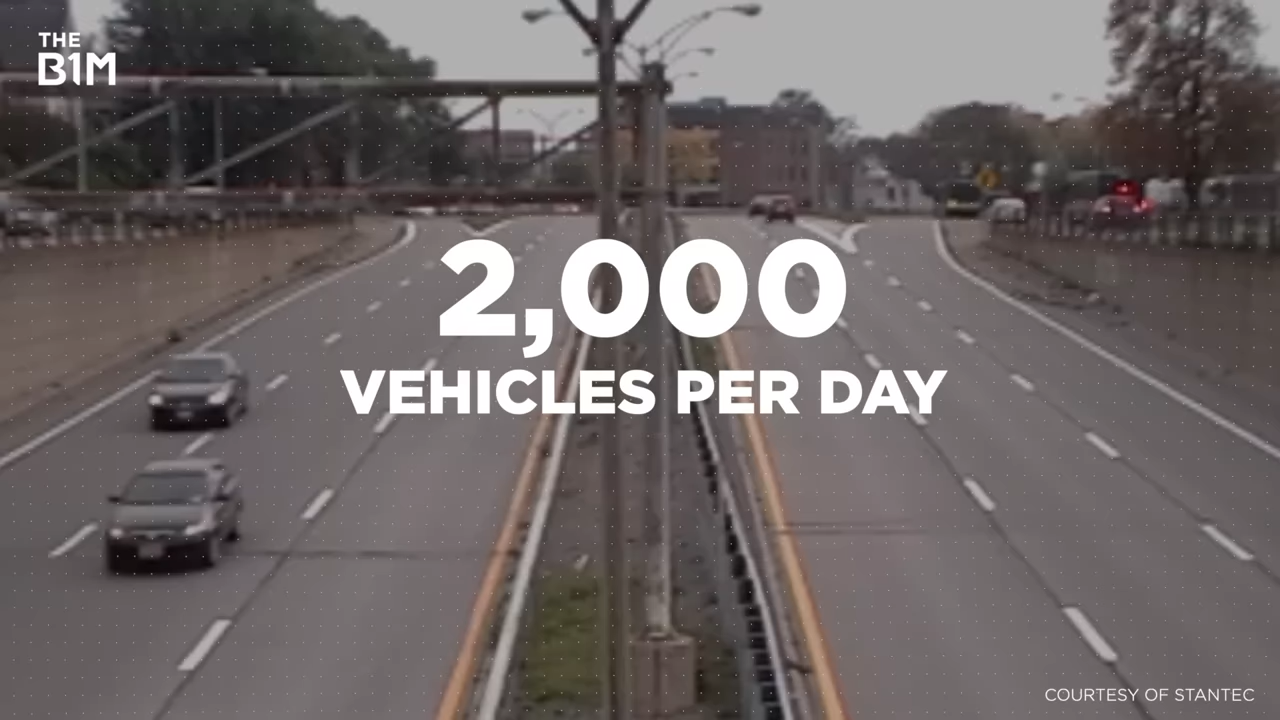 THE
B1M
2,000
VEHICLES PER DAY
COURTESY OF STANTEC